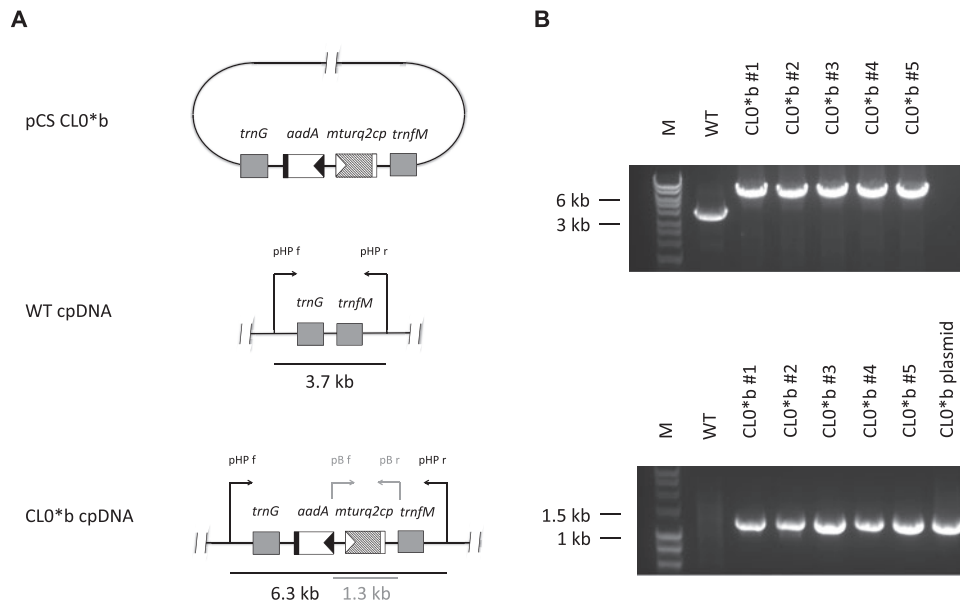 A
pCS CL0*b
trnG aadA mturq2cp trnfM
pHP f pHP r
WT cpDNA
trnG trnfM
3.7 kb
pHP f pB f pB r pHP r
CL0*b cpDNA
trnG aadA mturq2cp trnfM
6.3 kb 1.3 kb
B
M WT CL0*b #1 CL0*b #2 CL0*b #3 CL0*b #4 CL0*b #5
6 kb
3 kb
M WT CL0*b #1 CL0*b #2 CL0*b #3 CL0*b #4 CL0*b #5 CL0*b plasmid
1.5 kb
1 kb